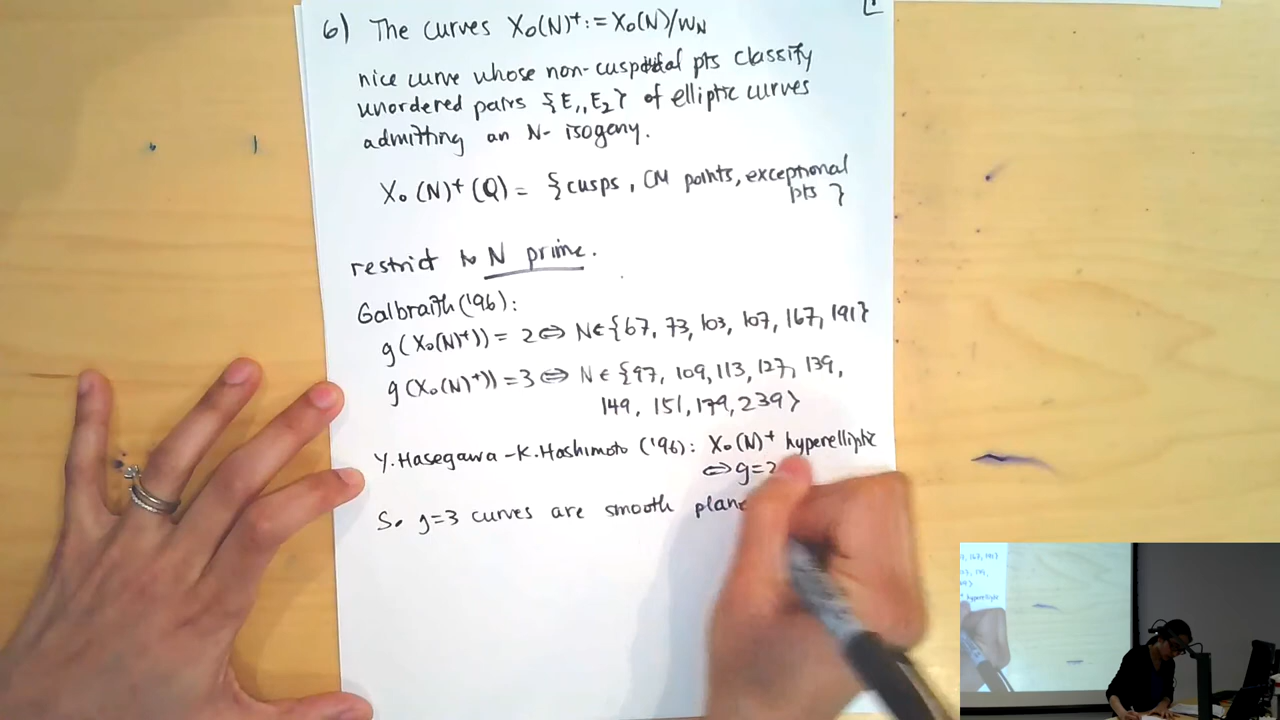 6) The curves X₀(N)⁺ := X₀(N)/w_N
nice curve whose non-cuspidal pts classify
unordered pairs {E₁, E₂} of elliptic curves
admitting an N-isogeny.
X₀(N)⁺(Q) = {cusps, CM points, exceptional
pts }
restrict to N prime.
Galbraith ('96):
g(X₀(N)⁺) = 2 ⇔ N ∈ {67, 73, 103, 107, 167, 191}
g(X₀(N)⁺) = 3 ⇔ N ∈ {97, 109, 113, 127, 139,
149, 151, 179, 239}
Y. Hasegawa - K. Hashimoto ('96): X₀(N)⁺ hyperelliptic
⇔ g=2
So g=3 curves are smooth plane